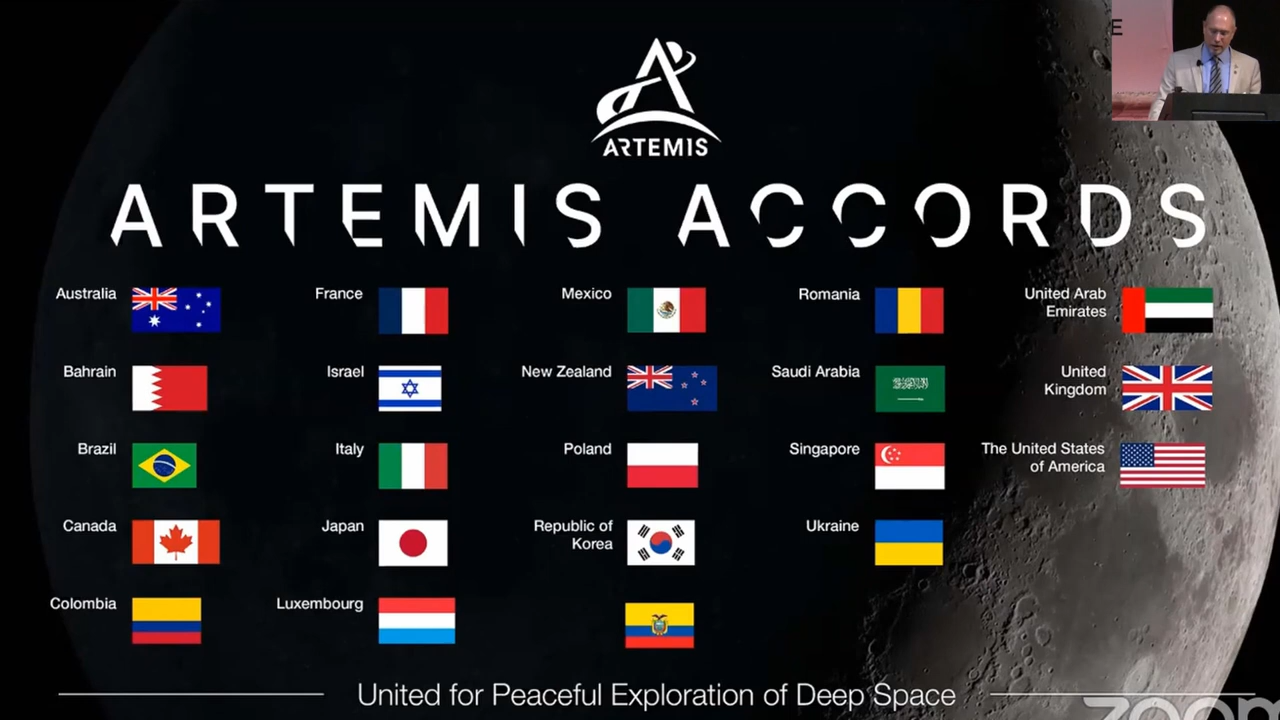 E
ARTEMIS
ARTEMIS ACCORDS
Australia
France
Mexico
Romania
United Arab
Emirates
Bahrain
Israel
New Zealand
Saudi Arabia
United
Kingdom
Brazil
Italy
Poland
Singapore
The United States
of America
Canada
Japan
Republic of
Korea
Ukraine
Colombia
Luxembourg
United for Peaceful Exploration of Deep Space
zoom